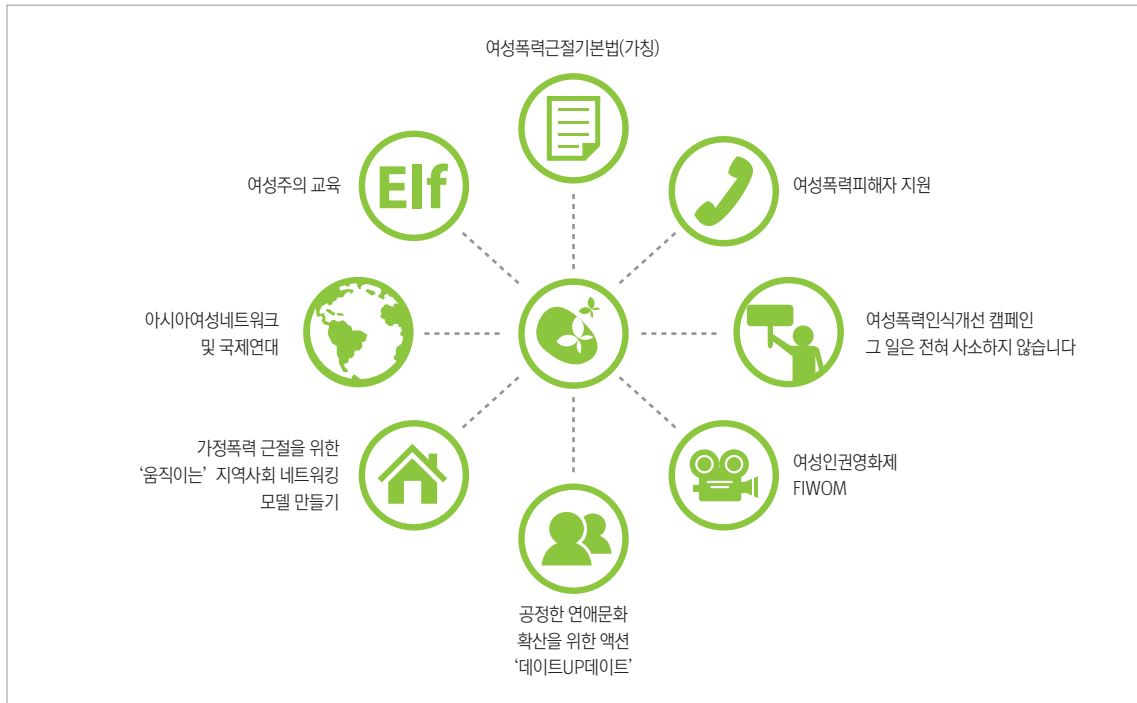 여성폭력근절기본법(가칭)
여성주의 교육
Elf
여성폭력피해자 지원
아시아여성네트워크
및 국제연대
여성폭력인식개선 캠페인
그 일은 전혀 사소하지 않습니다
가정폭력 근절을 위한
‘움직이는’ 지역사회 네트워킹
모델 만들기
여성인권영화제
FIWOM
공정한 연애문화
확산을 위한 액션
‘데이트UP데이트’